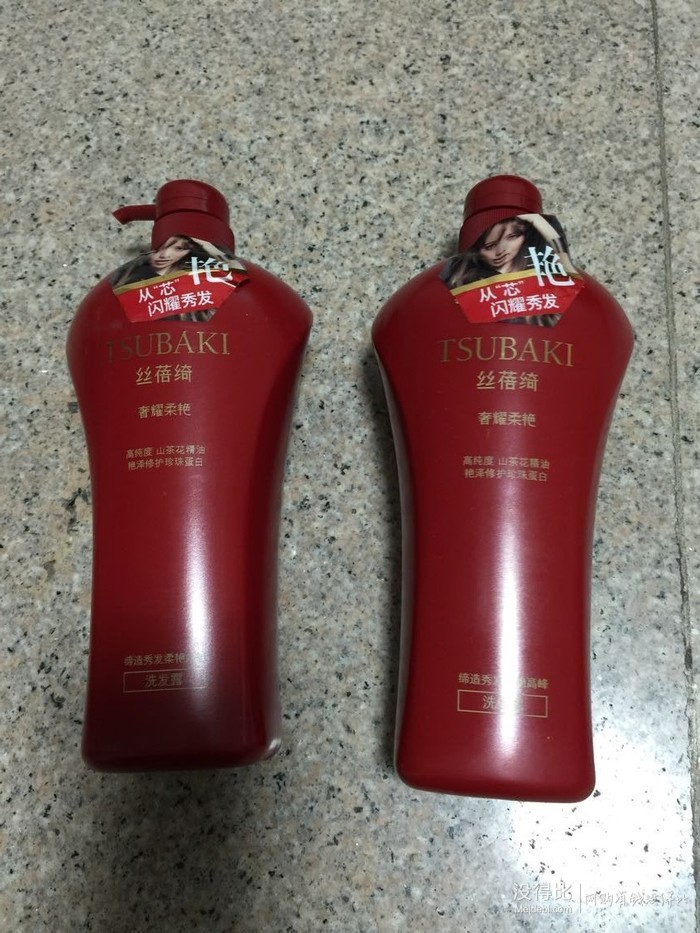 艳
从“芯”
闪耀秀发
TSUBAKI
丝蓓绮
奢耀柔艳
高纯度 山茶花精油
艳泽修护珍珠蛋白
缔造秀发柔艳
洗发露
艳
从“芯”
闪耀秀发
TSUBAKI
丝蓓绮
奢耀柔艳
高纯度 山茶花精油
艳泽修护珍珠蛋白
缔造秀发 高峰
洗发
没得比
Meidebi.com